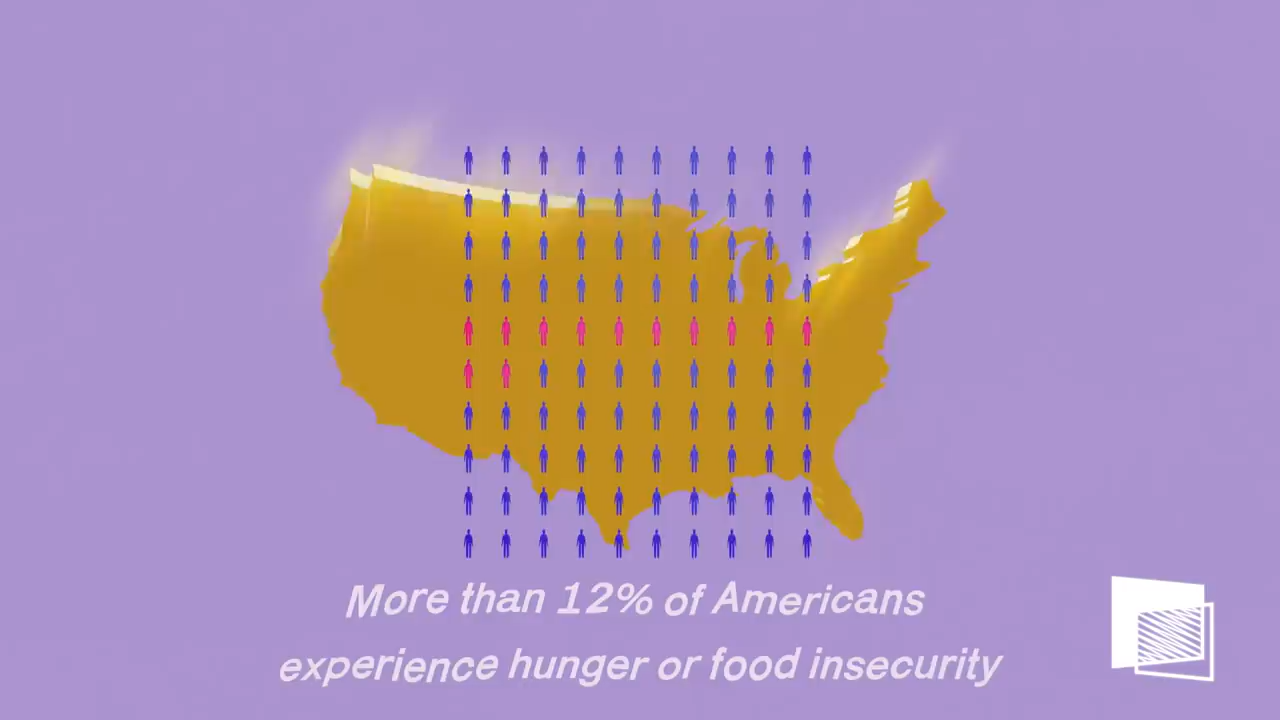 More than 12% of Americans
experience hunger or food insecurity